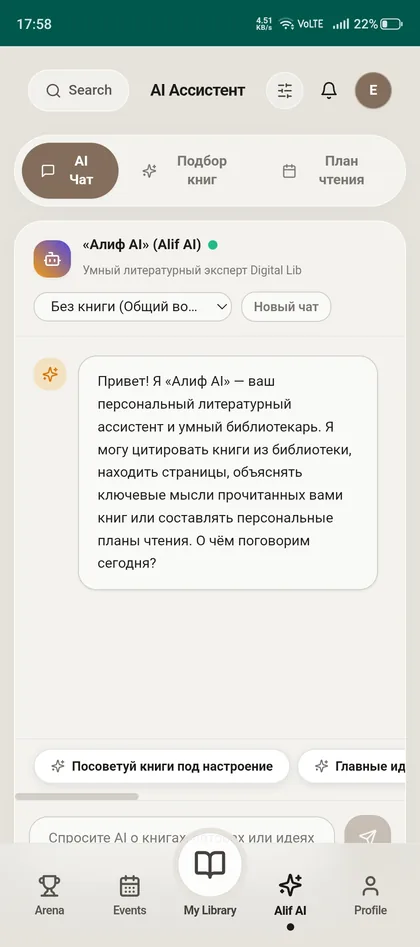 17:58
4.51 KB/s VoLTE 22%
Search
AI Ассистент
E
AI
Чат
Подбор
книг
План
чтения
«Алиф AI» (Alif AI)
Умный литературный эксперт Digital Lib
Без книги (Общий во...
Новый чат
Привет! Я «Алиф AI» — ваш
персональный литературный
ассистент и умный библиотекарь. Я
могу цитировать книги из библиотеки,
находить страницы, объяснять
ключевые мысли прочитанных вами
книг или составлять персональные
планы чтения. О чём поговорим
сегодня?
Посоветуй книги под настроение
Главные ид
Спросите AI о книгах, или идеях
Arena
Events
My Library
Alif AI
Profile